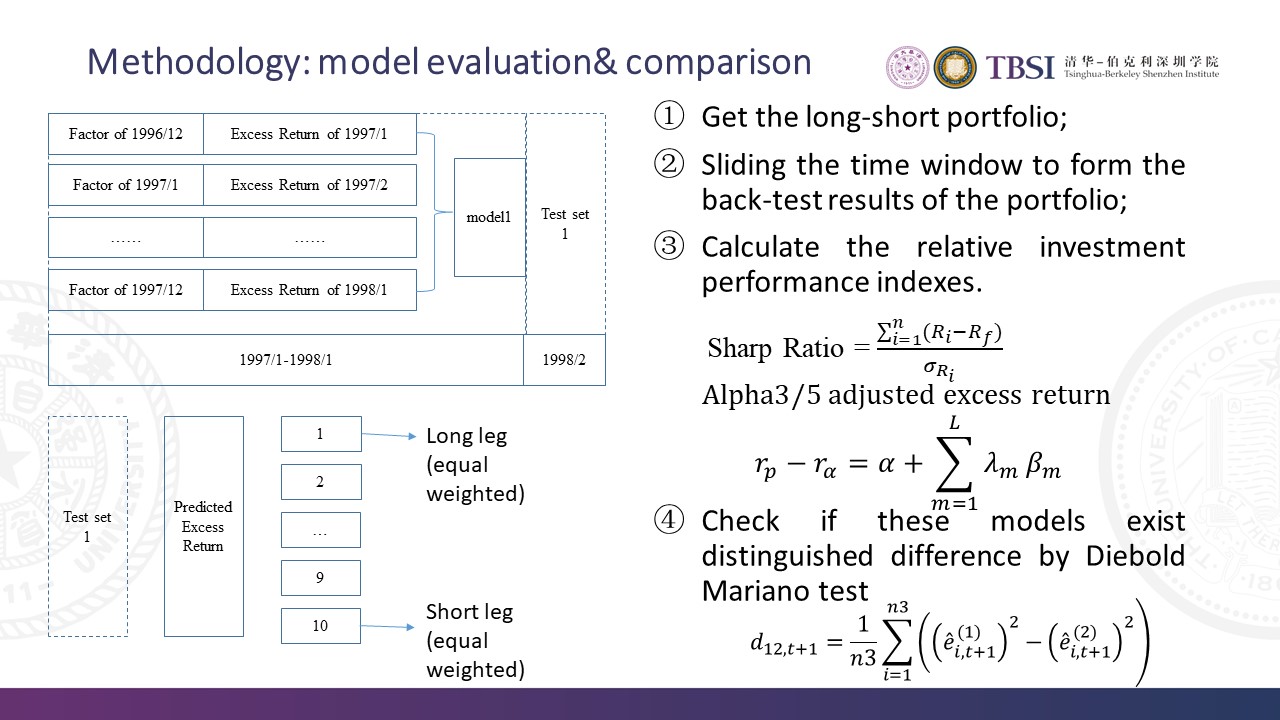 Methodology: model evaluation& comparison
TBSI
清华-伯克利深圳学院
Tsinghua-Berkeley Shenzhen Institute
Factor of 1996/12
Excess Return of 1997/1
Factor of 1997/1
Excess Return of 1997/2
……
……
Factor of 1997/12
Excess Return of 1998/1
model1
Test set
1
1997/1-1998/1
1998/2
Test set
1
Predicted
Excess
Return
1
2
…
9
10
Long leg
(equal
weighted)
Short leg
(equal
weighted)
① Get the long-short portfolio;
② Sliding the time window to form the
back-test results of the portfolio;
③ Calculate the relative investment
performance indexes.
Sharp Ratio = \frac{\sum_{i=1}^{n}(R_i-R_f)}{\sigma_{R_i}}
Alpha3/5 adjusted excess return
r_p − r_α = α + \sum_{m=1}^{L} λ_m β_m
④ Check if these models exist
distinguished difference by Diebold
Mariano test
d_{12,t+1} = \frac{1}{n3} \sum_{i=1}^{n3} \left( \left( \hat{e}_{i,t+1}^{(1)} \right)^2 − \left( \hat{e}_{i,t+1}^{(2)} \right)^2 \right)